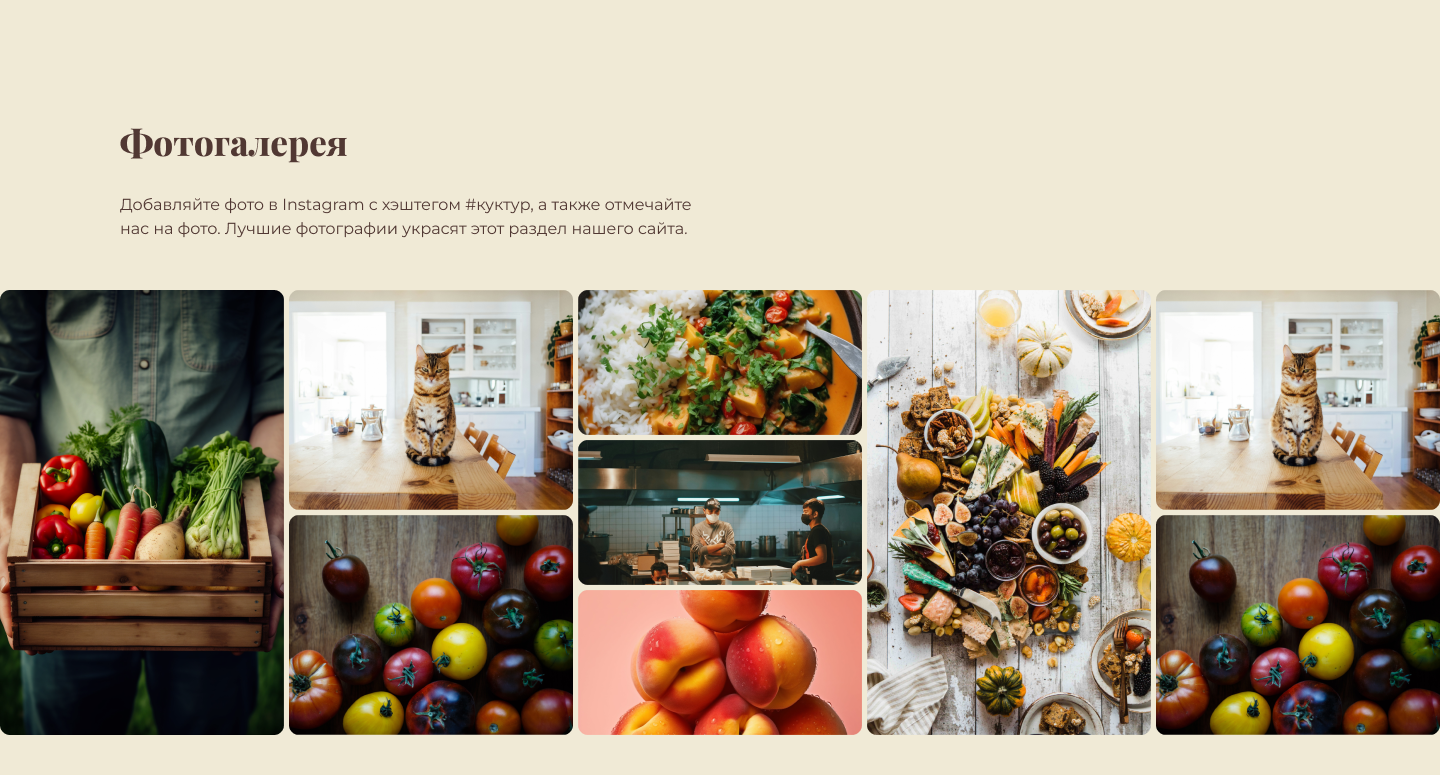 Фотогалерея
Добавляйте фото в Instagram с хэштегом #куктур, а также отмечайте
нас на фото. Лучшие фотографии украсят этот раздел нашего сайта.